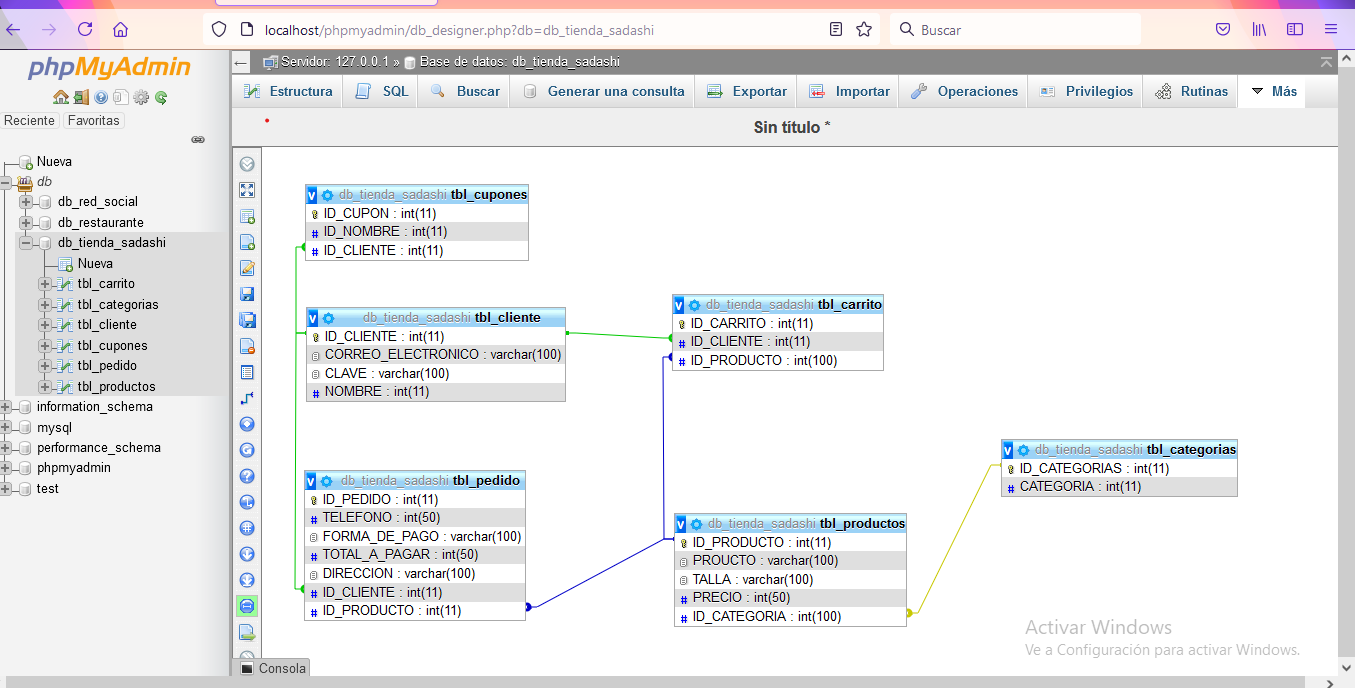 localhost/phpmyadmin/db_designer.php?db=db_tienda_sadashi
Buscar
phpMyAdmin
Reciente Favoritas
Nueva
db
db_red_social
db_restaurante
db_tienda_sadashi
Nueva
tbl_carrito
tbl_categorias
tbl_cliente
tbl_cupones
tbl_pedido
tbl_productos
information_schema
mysql
performance_schema
phpmyadmin
test
Servidor: 127.0.0.1 » Base de datos: db_tienda_sadashi
Estructura SQL Buscar Generar una consulta Exportar Importar Operaciones Privilegios Rutinas Más
Sin título *
db_tienda_sadashi tbl_cupones
ID_CUPON : int(11)
ID_NOMBRE : int(11)
ID_CLIENTE : int(11)
db_tienda_sadashi tbl_cliente
ID_CLIENTE : int(11)
CORREO_ELECTRONICO : varchar(100)
CLAVE : varchar(100)
NOMBRE : int(11)
db_tienda_sadashi tbl_carrito
ID_CARRITO : int(11)
ID_CLIENTE : int(11)
ID_PRODUCTO : int(100)
db_tienda_sadashi tbl_categorias
ID_CATEGORIAS : int(11)
CATEGORIA : int(11)
db_tienda_sadashi tbl_pedido
ID_PEDIDO : int(11)
TELEFONO : int(50)
FORMA_DE_PAGO : varchar(100)
TOTAL_A_PAGAR : int(50)
DIRECCION : varchar(100)
ID_CLIENTE : int(11)
ID_PRODUCTO : int(11)
db_tienda_sadashi tbl_productos
ID_PRODUCTO : int(11)
PROUCTO : varchar(100)
TALLA : varchar(100)
PRECIO : int(50)
ID_CATEGORIA : int(100)
Activar Windows
Ve a Configuración para activar Windows.
Consola